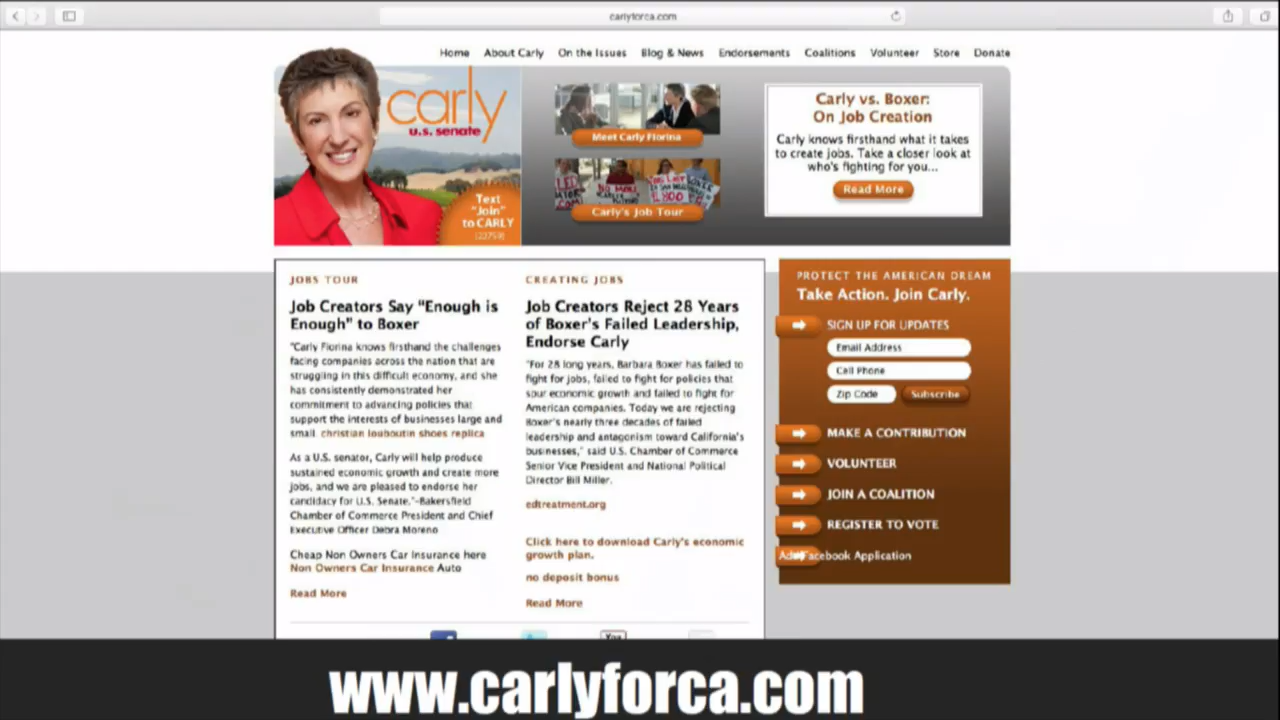 carlyforca.com
Home About Carly On the Issues Blog & News Endorsements Coalitions Volunteer Store Donate
carly
u.s. senate
Text
"Join"
to CARLY
(22759)
Meet Carly Fiorina
Carly's Job Tour
Carly vs. Boxer:
On Job Creation
Carly knows firsthand what it takes
to create jobs. Take a closer look at
who's fighting for you...
Read More
JOBS TOUR
Job Creators Say "Enough is
Enough" to Boxer
"Carly Fiorina knows firsthand the challenges
facing companies across the nation that are
struggling in this difficult economy, and she
has consistently demonstrated her
commitment to advancing policies that
support the interests of businesses large and
small. christian louboutin shoes replica
As a U.S. senator, Carly will help produce
sustained economic growth and create more
jobs, and we are pleased to endorse her
candidacy for U.S. Senate."-Bakersfield
Chamber of Commerce President and Chief
Executive Officer Debra Moreno
Cheap Non Owners Car Insurance here
Non Owners Car Insurance Auto
Read More
CREATING JOBS
Job Creators Reject 28 Years
of Boxer's Failed Leadership,
Endorse Carly
"For 28 long years, Barbara Boxer has failed to
fight for jobs, failed to fight for policies that
spur economic growth and failed to fight for
American companies. Today we are rejecting
Boxer's nearly three decades of failed
leadership and antagonism toward California's
businesses," said U.S. Chamber of Commerce
Senior Vice President and National Political
Director Bill Miller.
edtreatment.org
Click here to download Carly's economic
growth plan.
no deposit bonus
Read More
PROTECT THE AMERICAN DREAM
Take Action. Join Carly.
SIGN UP FOR UPDATES
Email Address
Cell Phone
Zip Code Subscribe
MAKE A CONTRIBUTION
VOLUNTEER
JOIN A COALITION
REGISTER TO VOTE
Add Facebook Application
You
www.carlyforca.com